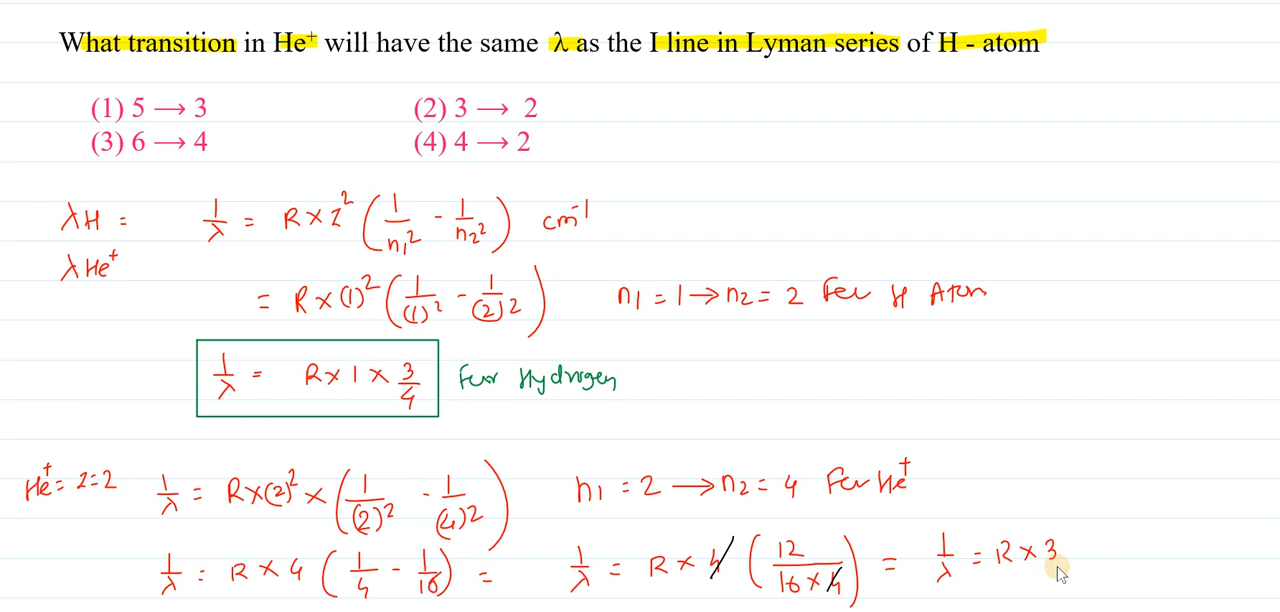 What transition in He⁺ will have the same λ as the I line in Lyman series of H - atom
(1) 5 ⟶ 3 (2) 3 ⟶ 2
(3) 6 ⟶ 4 (4) 4 ⟶ 2
λH = 1/λ = R×Z² (1/n₁² - 1/n₂²) cm⁻¹
λHe⁺
= R×(1)² (1/(1)² - 1/(2)²) n₁ = 1 → n₂ = 2 For H Atom
1/λ = R×1×3/4 For Hydrogen
He⁺ = Z=2 1/λ = R×(2)² × (1/(2)² - 1/(4)²) n₁ = 2 → n₂ = 4 For He⁺
1/λ = R×4 (1/4 - 1/16) = 1/λ = R×4 (12/16×4) = 1/λ = R×3